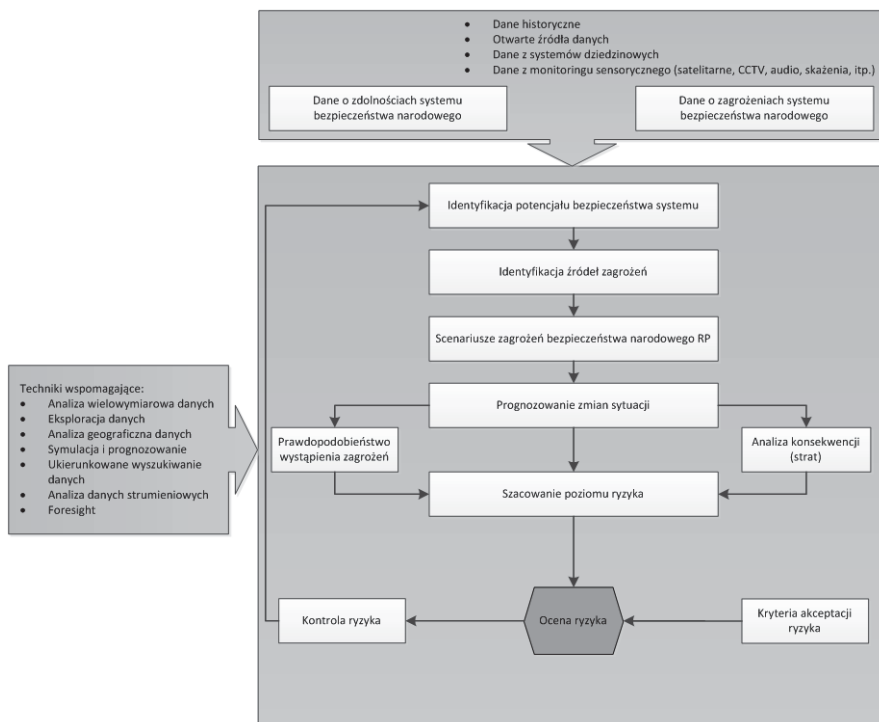 • Dane historyczne
• Otwarte źródła danych
• Dane z systemów dziedzinowych
• Dane z monitoringu sensorycznego (satelitarne, CCTV, audio, skażenia, itp.)
Dane o zdolnościach systemu
bezpieczeństwa narodowego
Dane o zagrożeniach systemu
bezpieczeństwa narodowego
Identyfikacja potencjału bezpieczeństwa systemu
Identyfikacja źródeł zagrożeń
Scenariusze zagrożeń bezpieczeństwa narodowego RP
Techniki wspomagające:
• Analiza wielowymiarowa danych
• Eksploracja danych
• Analiza geograficzna danych
• Symulacja i prognozowanie
• Ukierunkowane wyszukiwanie
danych
• Analiza danych strumieniowych
• Foresight
Prognozowanie zmian sytuacji
Prawdopodobieństwo
wystąpienia zagrożeń
Analiza konsekwencji
(strat)
Szacowanie poziomu ryzyka
Kontrola ryzyka
Ocena ryzyka
Kryteria akceptacji
ryzyka